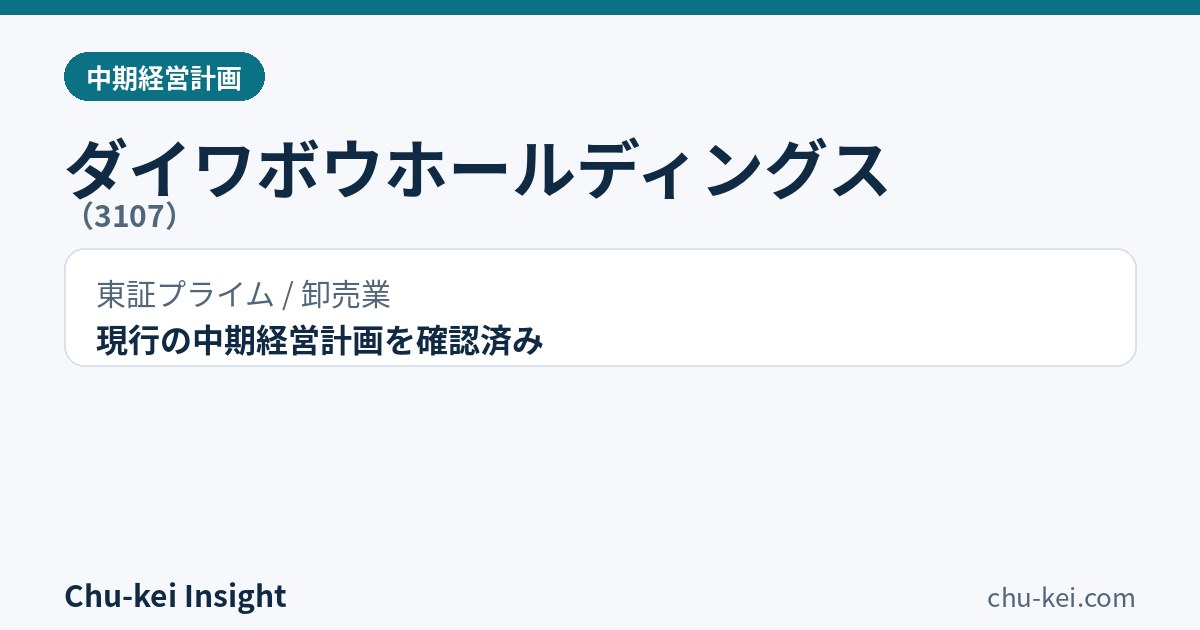 中期経営計画
ダイワボウホールディングス
（3107）
東証プライム / 卸売業
現行の中期経営計画を確認済み
Chu-kei Insight
chu-kei.com